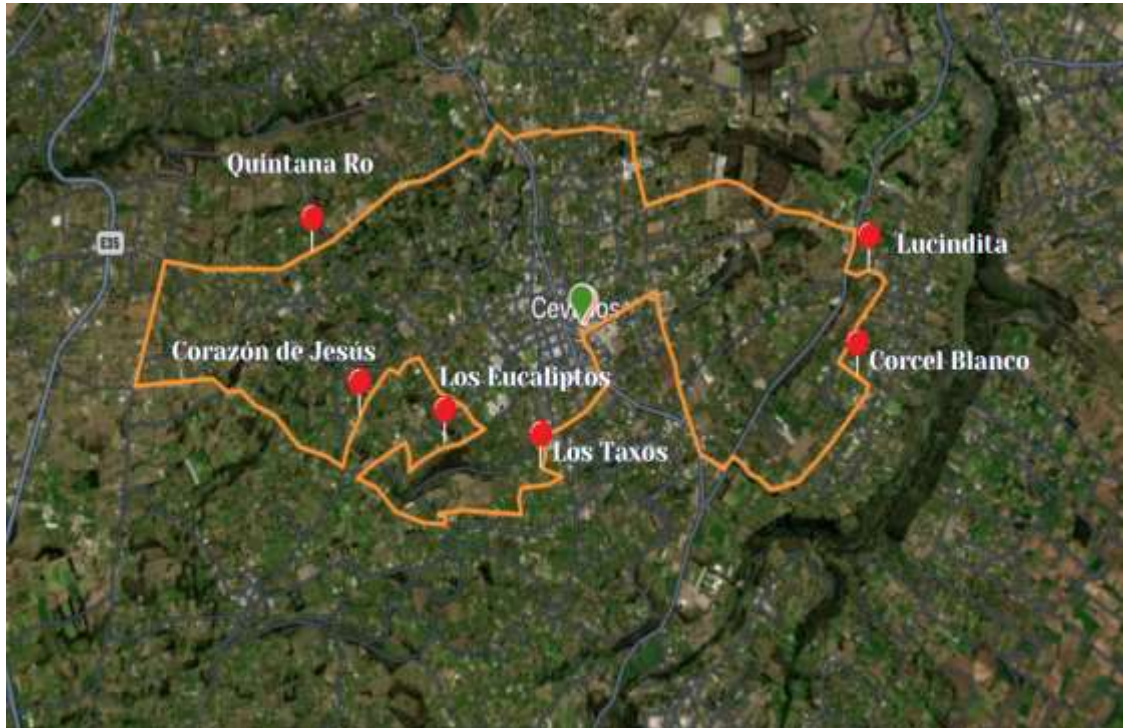 Quintana Ro
E35
Lucindita
Corazón de Jesús
Los Eucaliptos
Corcel Blanco
Los Taxos